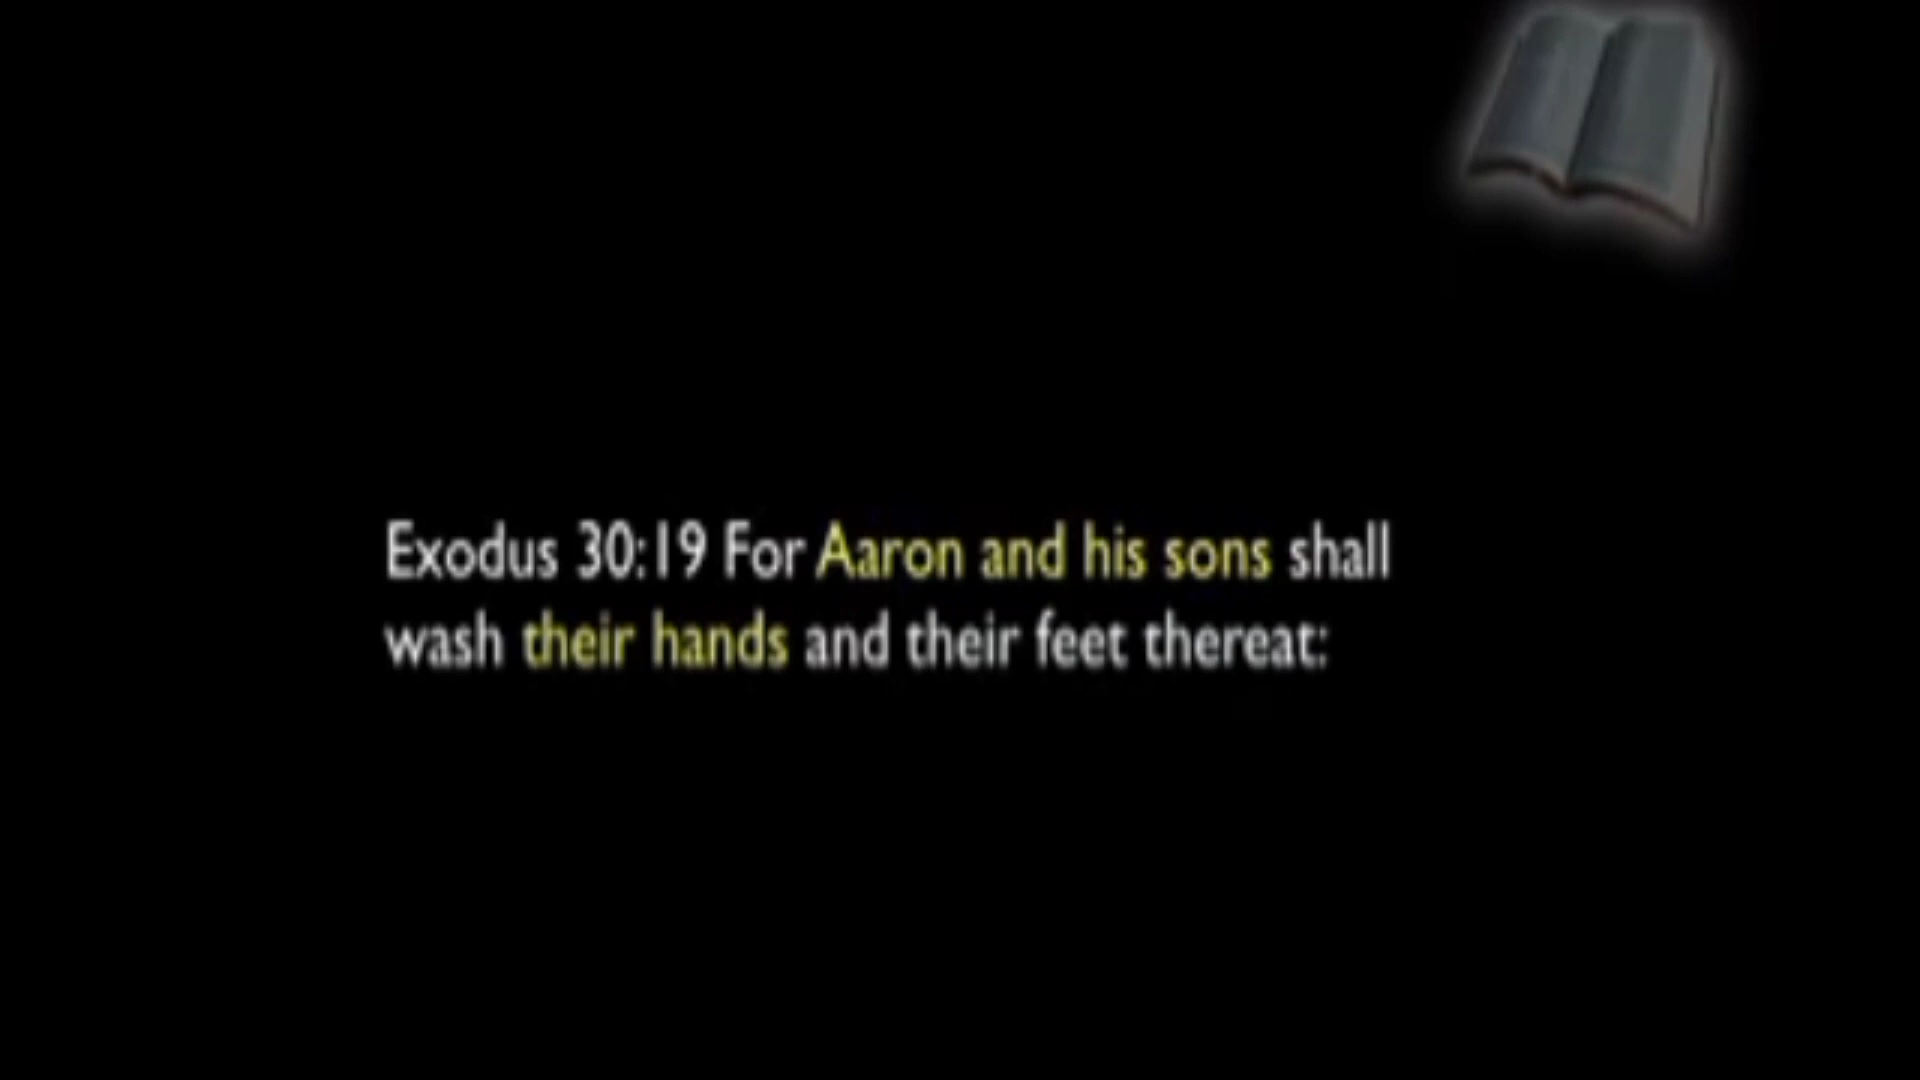 Exodus 30:19 For Aaron and his sons shall
wash their hands and their feet thereat: